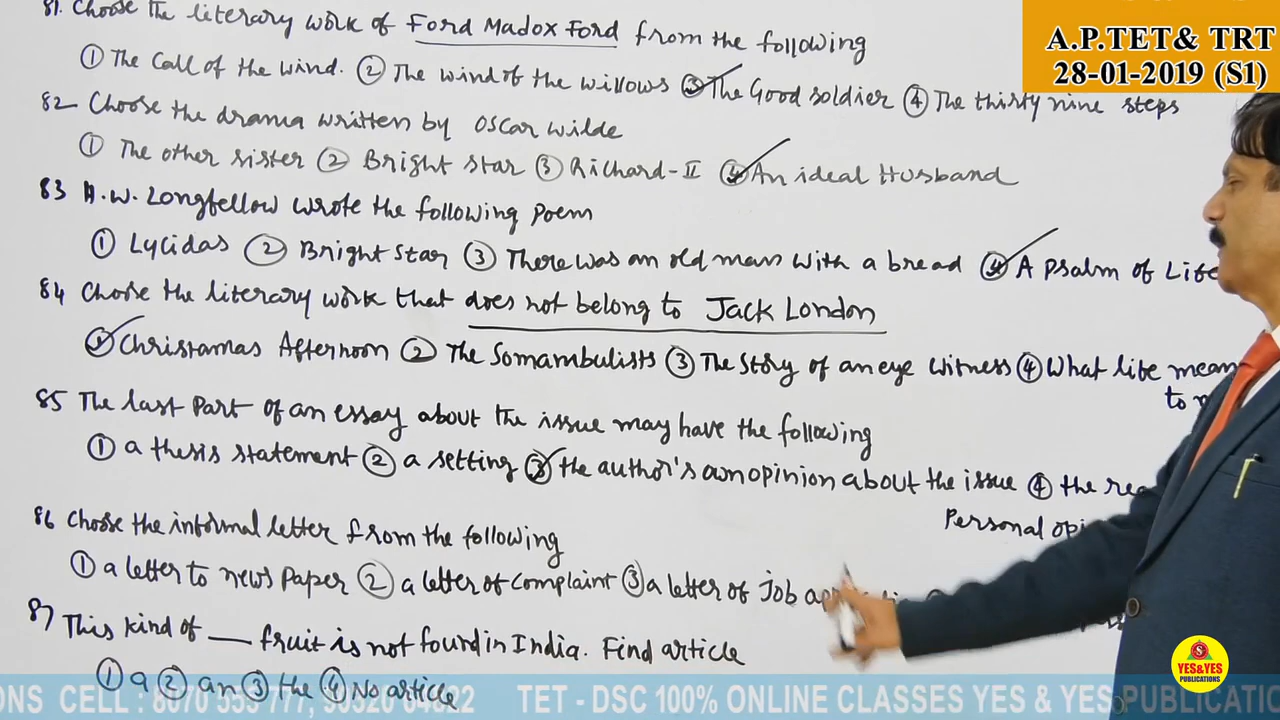 81. Choose the literary work of Ford Madox Ford from the following
① The Call of the wind. ② The wind of the willows ③ The Good soldier ④ The thirty nine steps
82 Choose the drama written by Oscar wilde
① The other sister ② Bright star ③ Richard-II ④ An ideal Husband
83 H.W. Longfellow wrote the following Poem
① Lycidas ② Bright Star ③ There was an old man with a bread ④ A Psalm of Life
84 Choose the literary work that does not belong to Jack London
① Christamas Afternoon ② The Somambulists ③ The Story of an eye witness ④ What life mean
to
85 The last Part of an essay about the issue may have the following
① a thesis statement ② a setting ③ the author's own opinion about the issue ④ the
Personal
86 Choose the informal letter from the following
① a letter to news Paper ② a letter of complaint ③ a letter of job
87 This kind of ___ fruit is not found in India. Find article
① a ② an ③ the ④ No article
A.P.TET& TRT
28-01-2019 (S1)
YES&YES
PUBLICATIONS
ONS CELL : TET - DSC 100% ONLINE CLASSES YES & YES PUBLICATIO